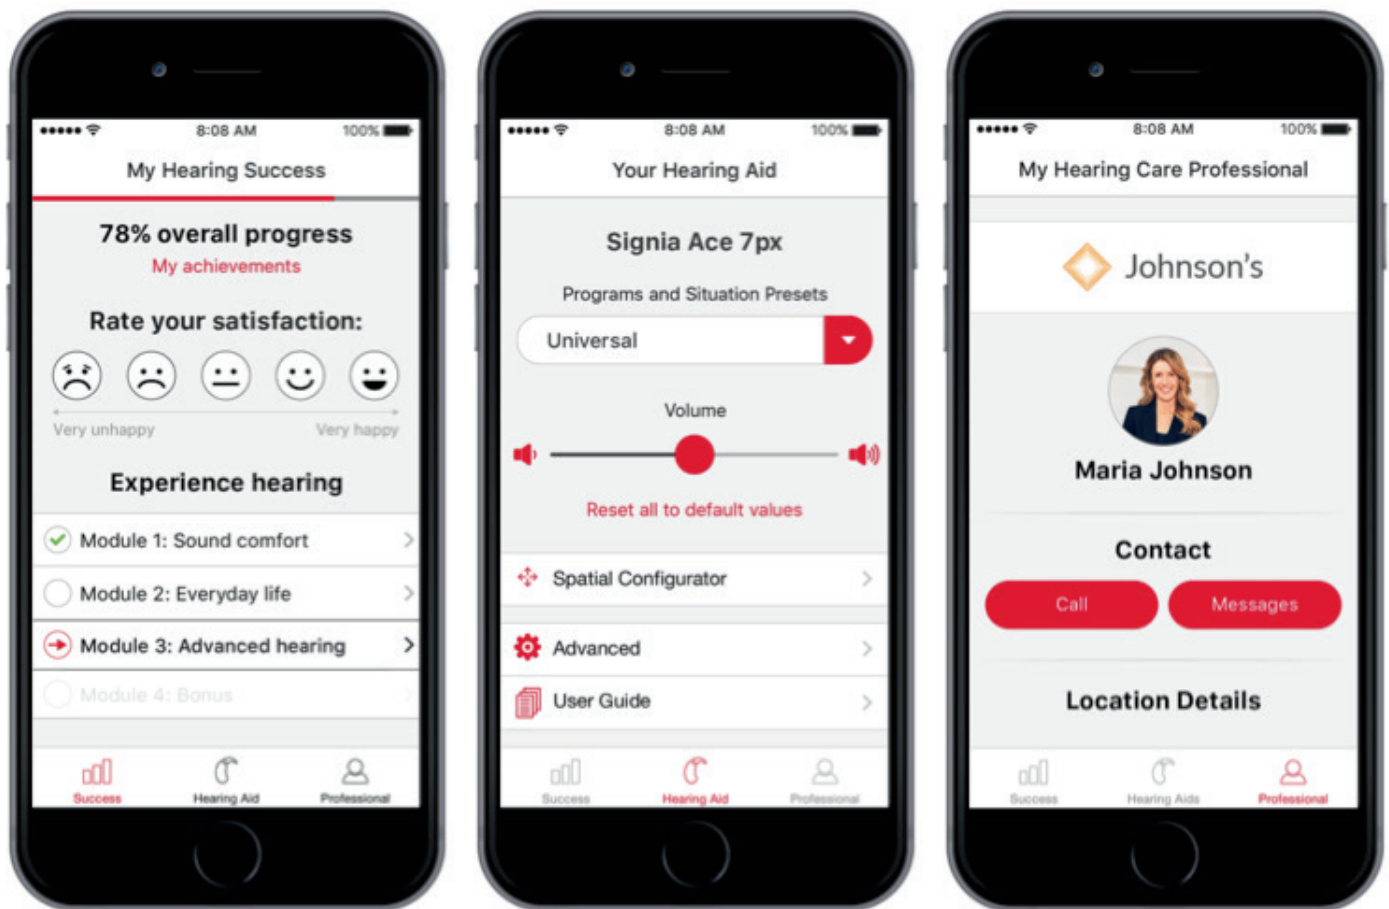 8:08 AM
100%
My Hearing Success
78% overall progress
My achievements
Rate your satisfaction:
Very unhappy
Very happy
Experience hearing
Module 1: Sound comfort
Module 2: Everyday life
Module 3: Advanced hearing
Module 4: Bonus
Success
Hearing Aid
Professional
8:08 AM
100%
Your Hearing Aid
Signia Ace 7px
Programs and Situation Presets
Universal
Volume
Reset all to default values
Spatial Configurator
Advanced
User Guide
Success
Hearing Aid
Professional
8:08 AM
100%
My Hearing Care Professional
Johnson's
Maria Johnson
Contact
Call
Messages
Location Details
Success
Hearing Aids
Professional